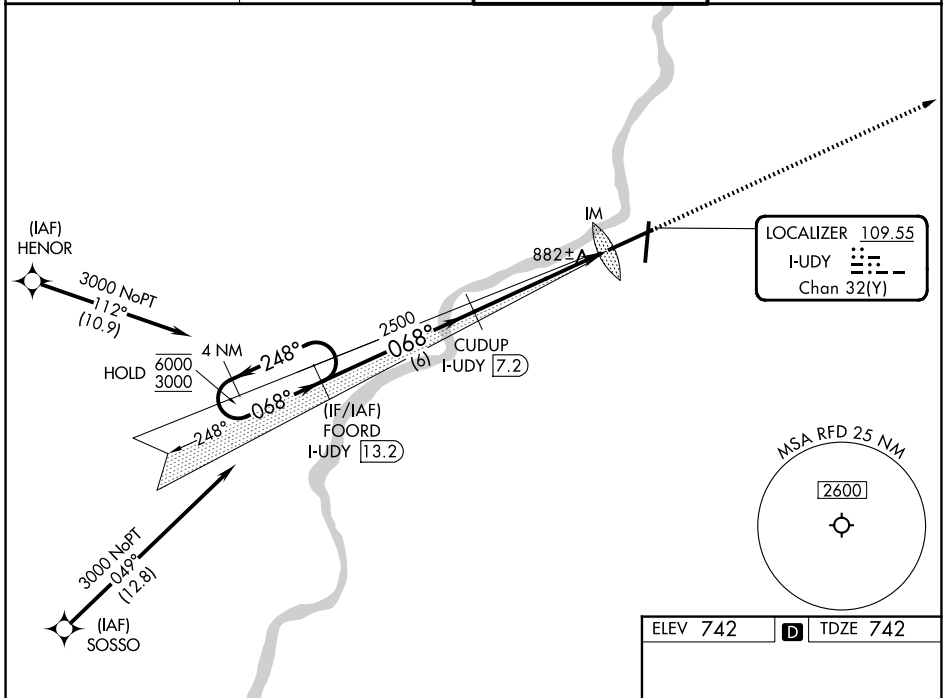 IM
882±
LOCALIZER 109.55
I-UDY
Chan 32(Y)
(IAF)
HENOR
3000 NoPT
112°
(10.9)
HOLD
6000
3000
4 NM
248°
068°
248°
2500
068°
(6)
CUDUP
I-UDY 7.2
(IF/IAF)
FOORD
I-UDY 13.2
3000 NoPT
049°
(12.8)
(IAF)
SOSSO
MSA RFD 25 NM
2600
ELEV 742 D TDZE 742